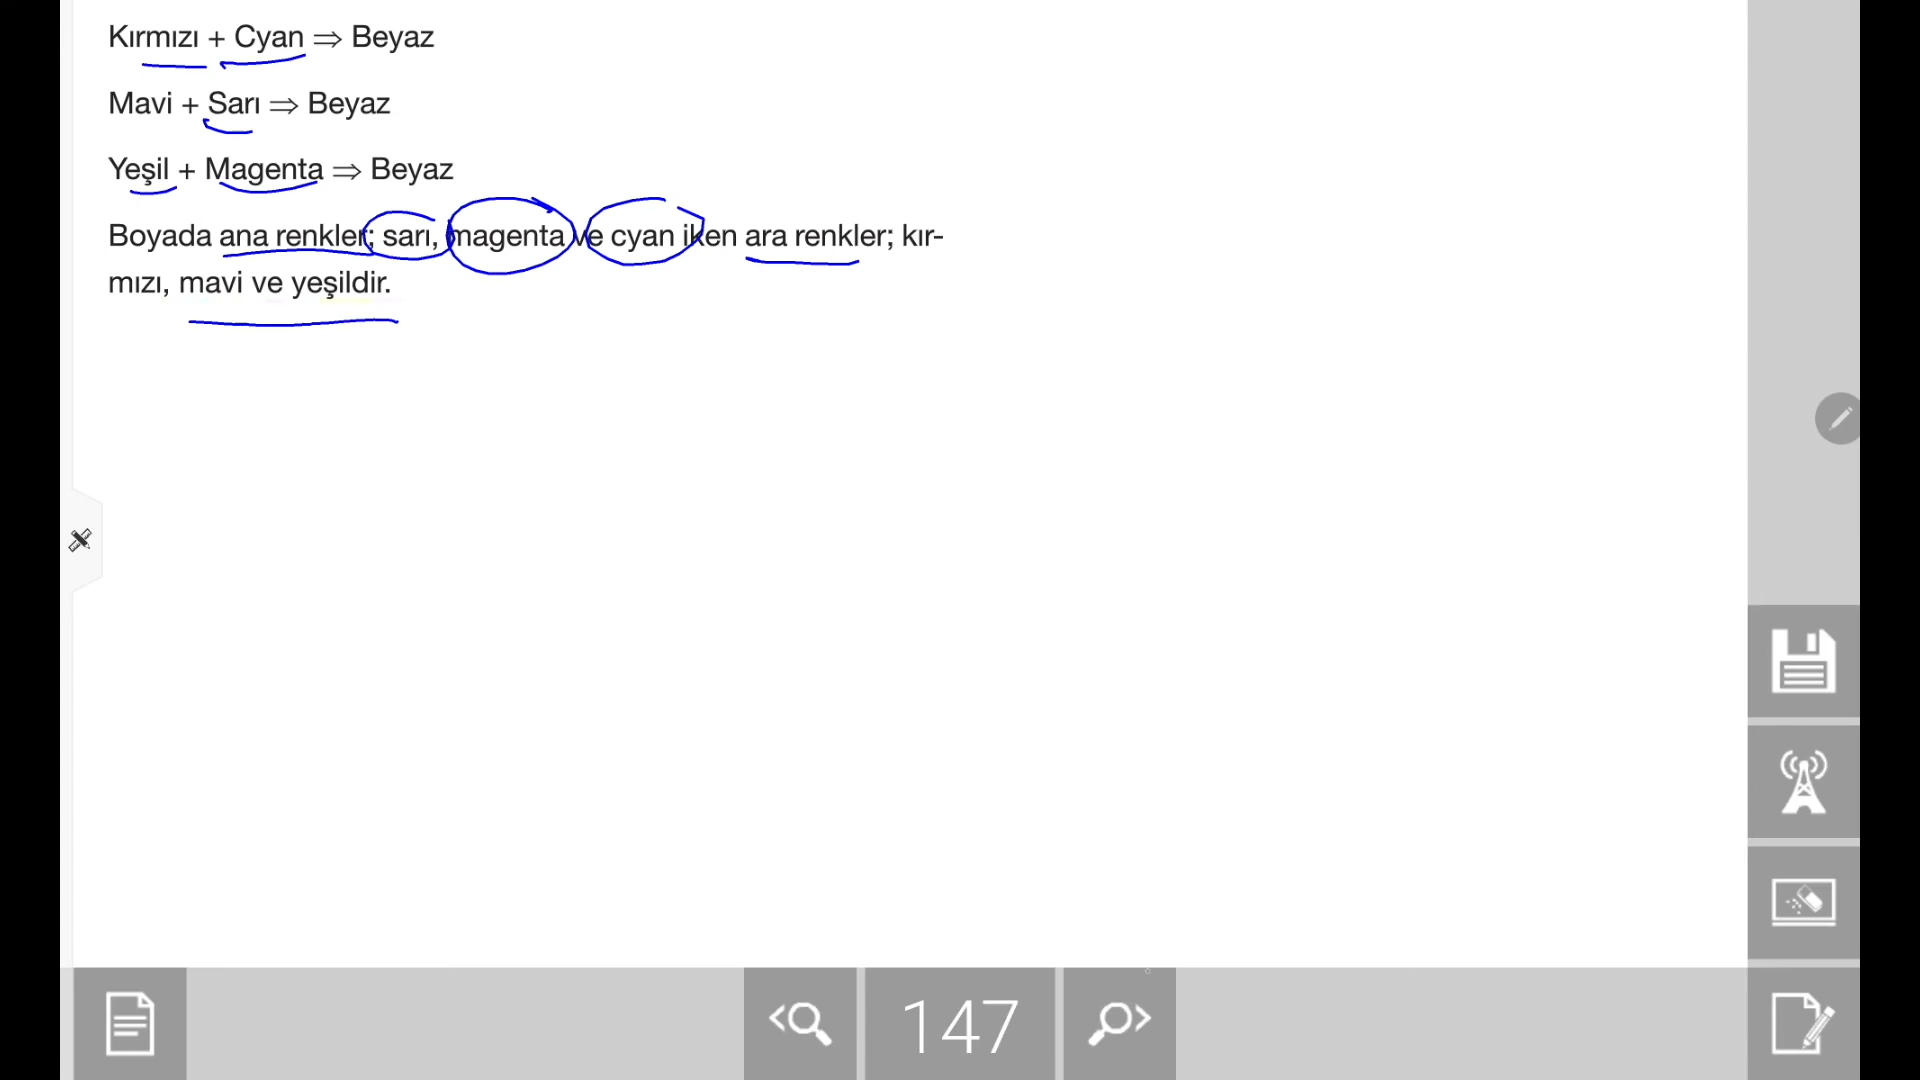 Kırmızı + Cyan ⇒ Beyaz
Mavi + Sarı ⇒ Beyaz
Yeşil + Magenta ⇒ Beyaz
Boyada ana renkler; sarı, magenta ve cyan iken ara renkler; kır-
mızı, mavi ve yeşildir.
147